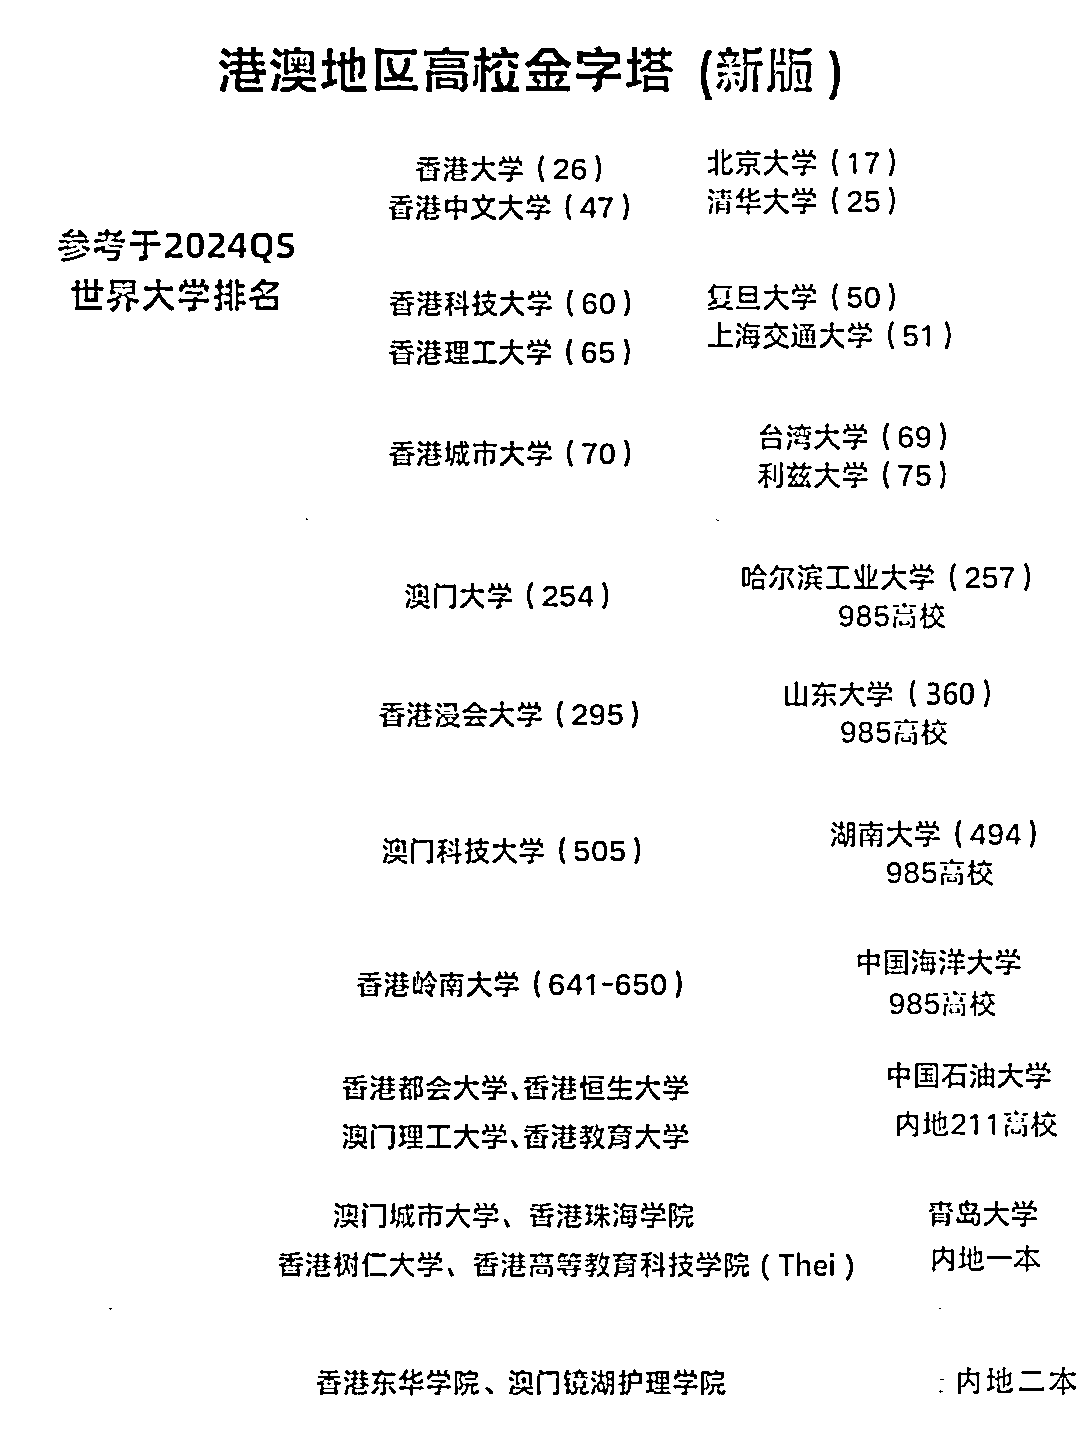 港澳地区高校金字塔 (新版)
香港大学（26）
香港中文大学（47）
北京大学（17）
清华大学（25）
参考于2024QS
世界大学排名
香港科技大学（60）
香港理工大学（65）
复旦大学（50）
上海交通大学（51）
香港城市大学（70）
台湾大学（69）
利兹大学（75）
澳门大学（254）
哈尔滨工业大学（257）
985高校
香港浸会大学（295）
山东大学（360）
985高校
澳门科技大学（505）
湖南大学（494）
985高校
香港岭南大学（641-650）
中国海洋大学
985高校
香港都会大学、香港恒生大学
澳门理工大学、香港教育大学
中国石油大学
内地211高校
澳门城市大学、香港珠海学院
香港树仁大学、香港高等教育科技学院（Thei）
青岛大学
内地一本
香港东华学院、澳门镜湖护理学院
内地二本